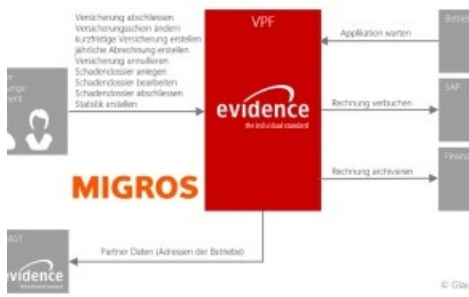 Versicherung abschliessen
Versicherungsschein ändern
kurzfristige Versicherung erstellen
jährliche Abrechnung erstellen
Versicherung annullieren
Schadendossier anlegen
Schadendossier bearbeiten
Schadendossier abschliessen
Statistik erstellen
VPF
evidence
the individual standard
Applikation warten
SAP
Rechnung verbuchen
Rechnung archivieren
MIGROS
Partner Daten (Adressen der Betriebe)
evidence